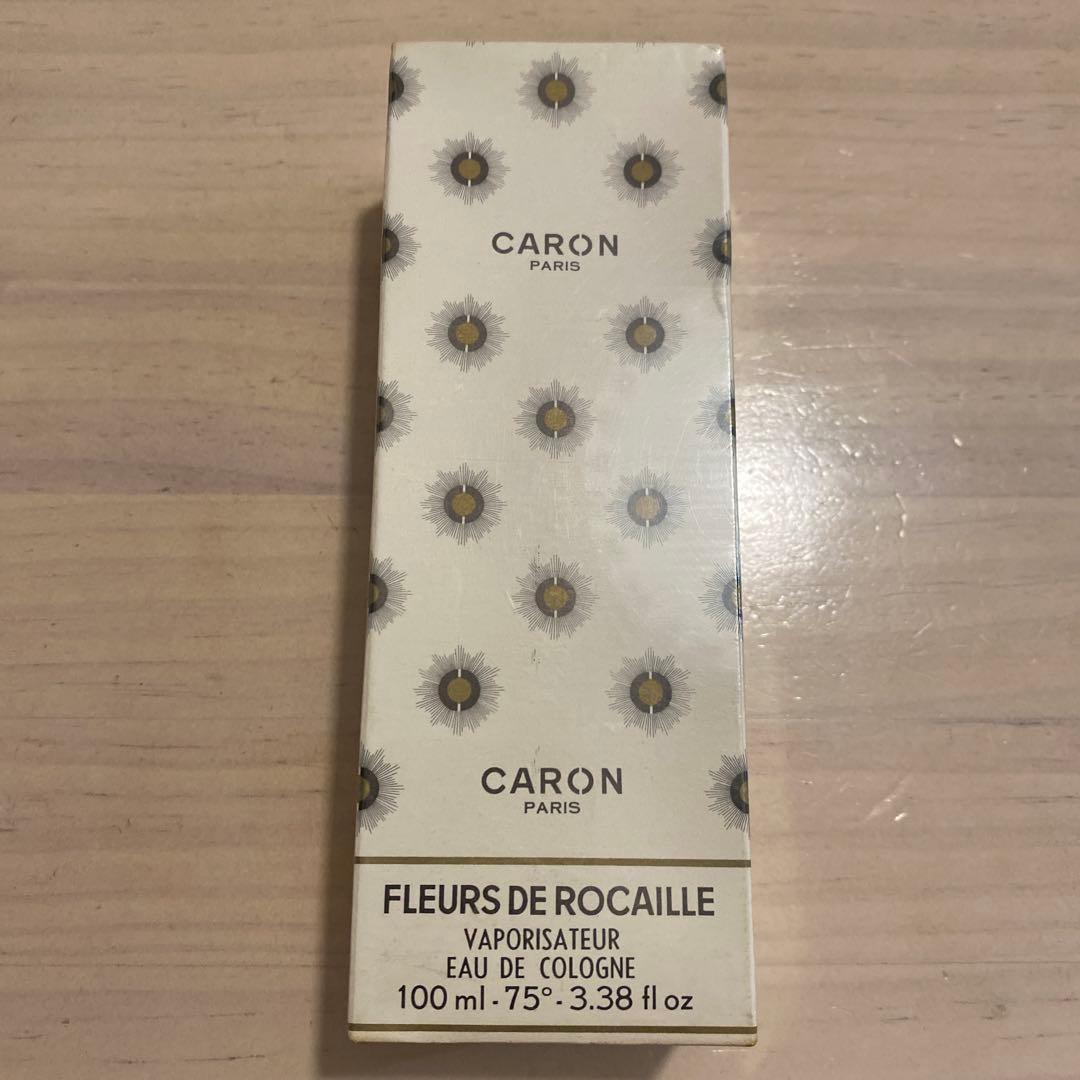 CARON
PARIS
CARON
PARIS
FLEURS DE ROCAILLE
VAPORISATEUR
EAU DE COLOGNE
100 ml - 75° - 3.38 fl oz